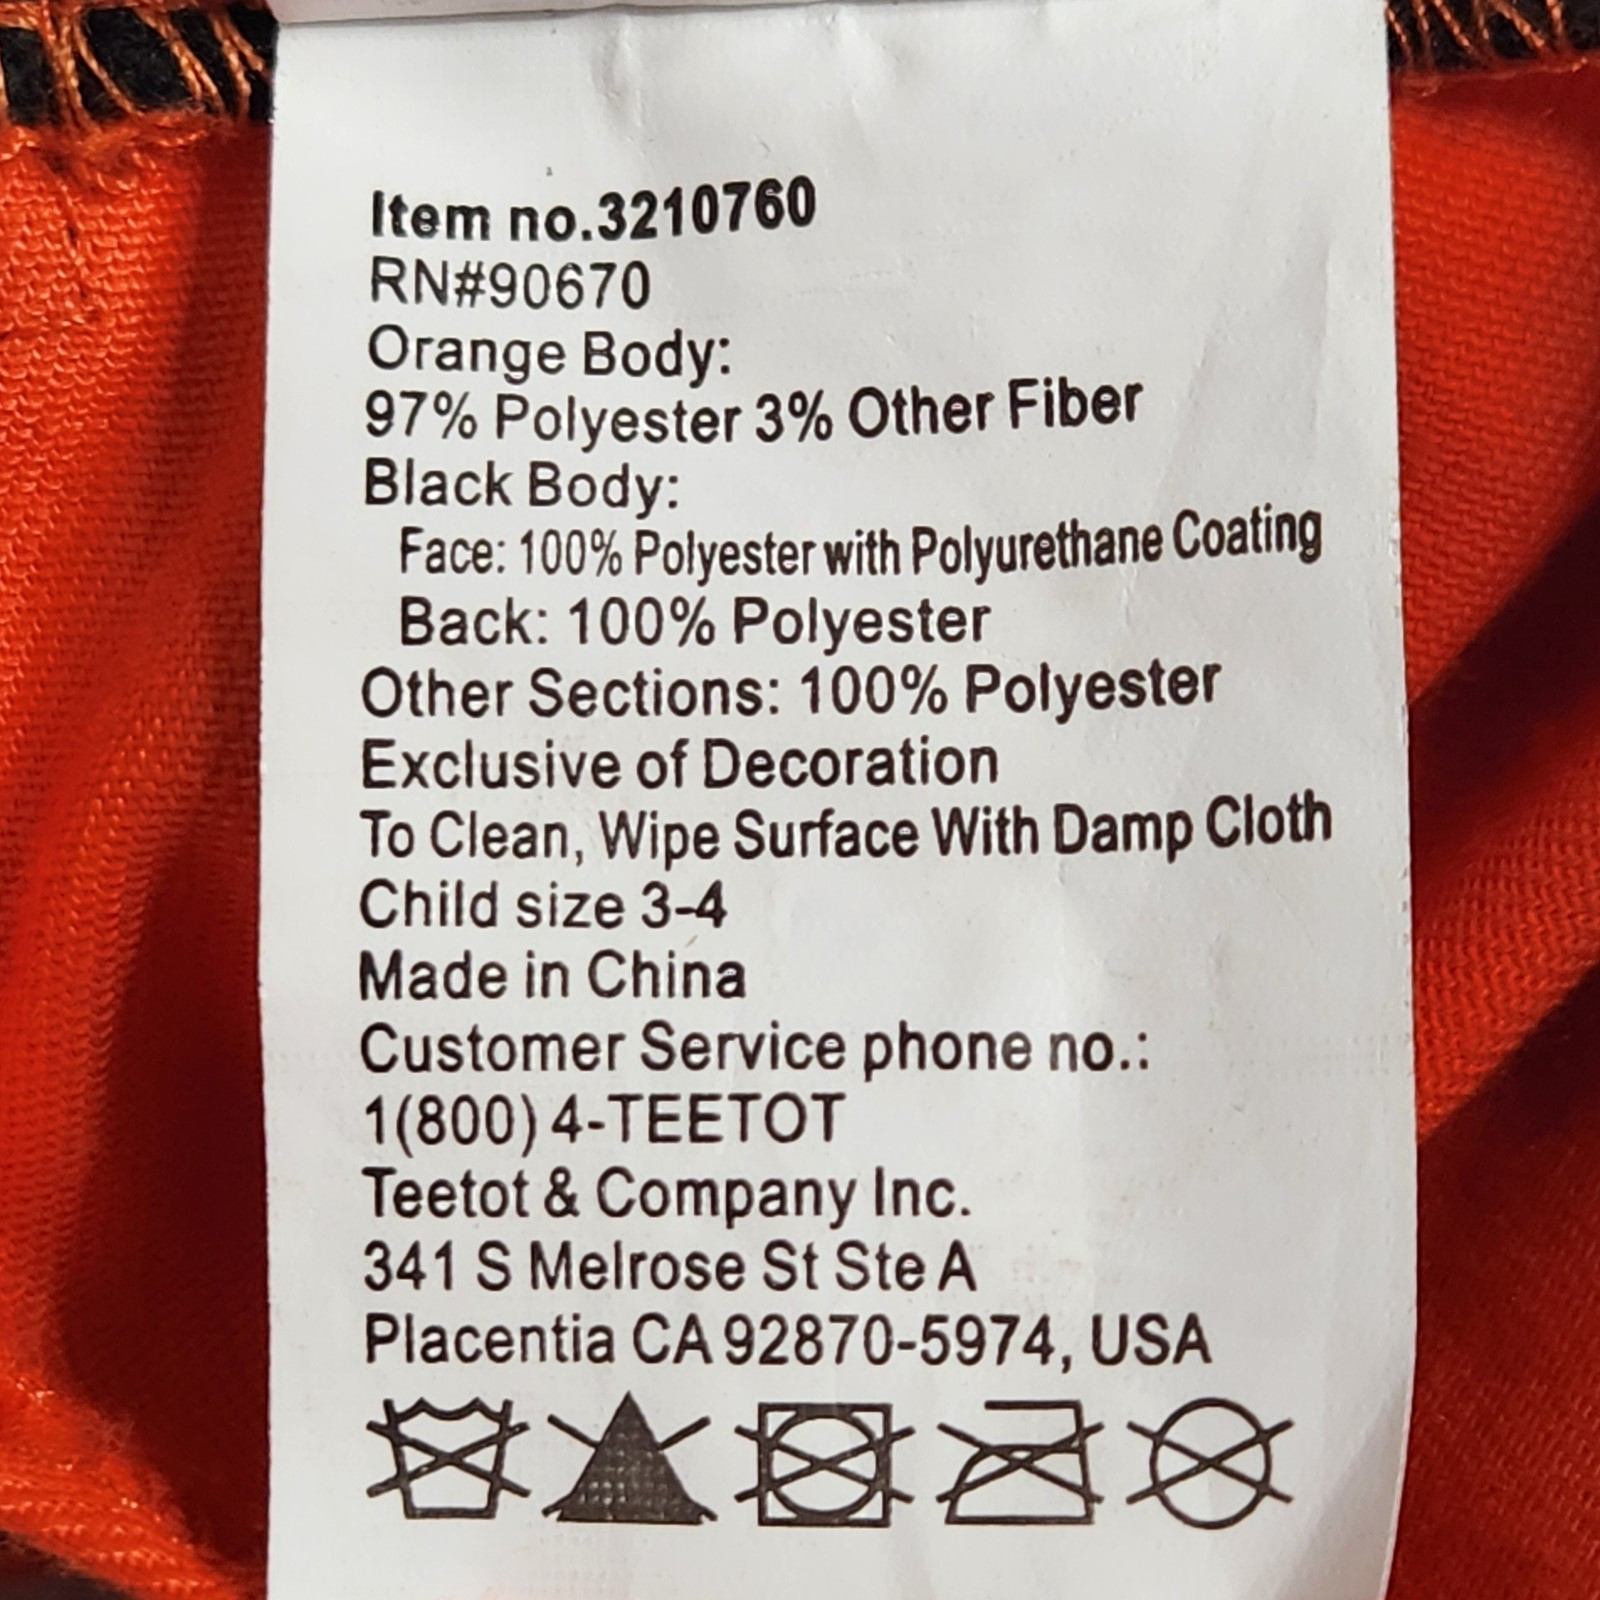 Item no.3210760
RN#90670
Orange Body:
97% Polyester 3% Other Fiber
Black Body:
Face: 100% Polyester with Polyurethane Coating
Back: 100% Polyester
Other Sections: 100% Polyester
Exclusive of Decoration
To Clean, Wipe Surface With Damp Cloth
Child size 3-4
Made in China
Customer Service phone no.:
1(800) 4-TEETOT
Teetot & Company Inc.
341 S Melrose St Ste A
Placentia CA 92870-5974, USA